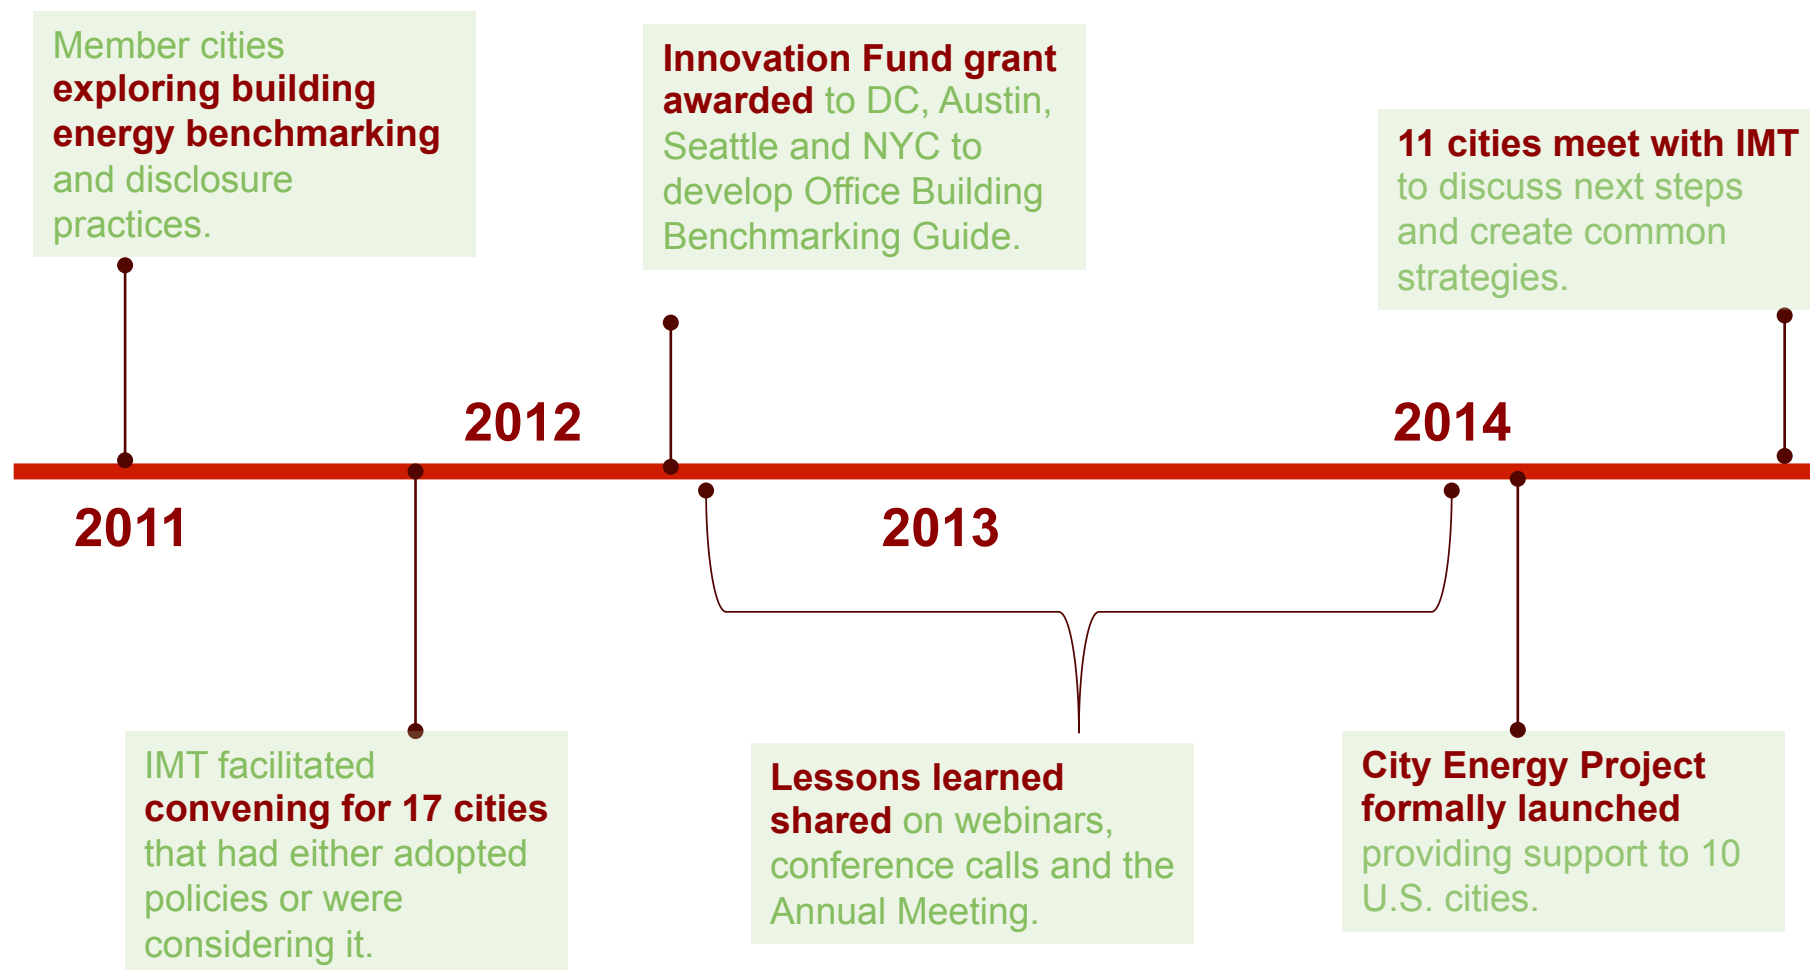 Member cities
exploring building
energy benchmarking
and disclosure
practices.
Innovation Fund grant
awarded to DC, Austin,
Seattle and NYC to
develop Office Building
Benchmarking Guide.
11 cities meet with IMT
to discuss next steps
and create common
strategies.
2012
2014
2011
2013
IMT facilitated
convening for 17 cities
that had either adopted
policies or were
considering it.
Lessons learned
shared on webinars,
conference calls and the
Annual Meeting.
City Energy Project
formally launched
providing support to 10
U.S. cities.